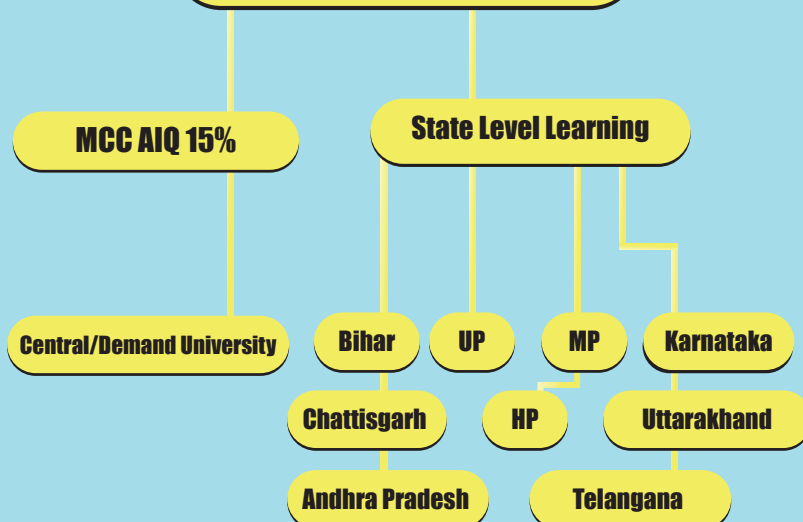 MCC AIQ 15%
State Level Learning
Central/Demand University
Bihar
UP
MP
Karnataka
Chattisgarh
HP
Uttarakhand
Andhra Pradesh
Telangana